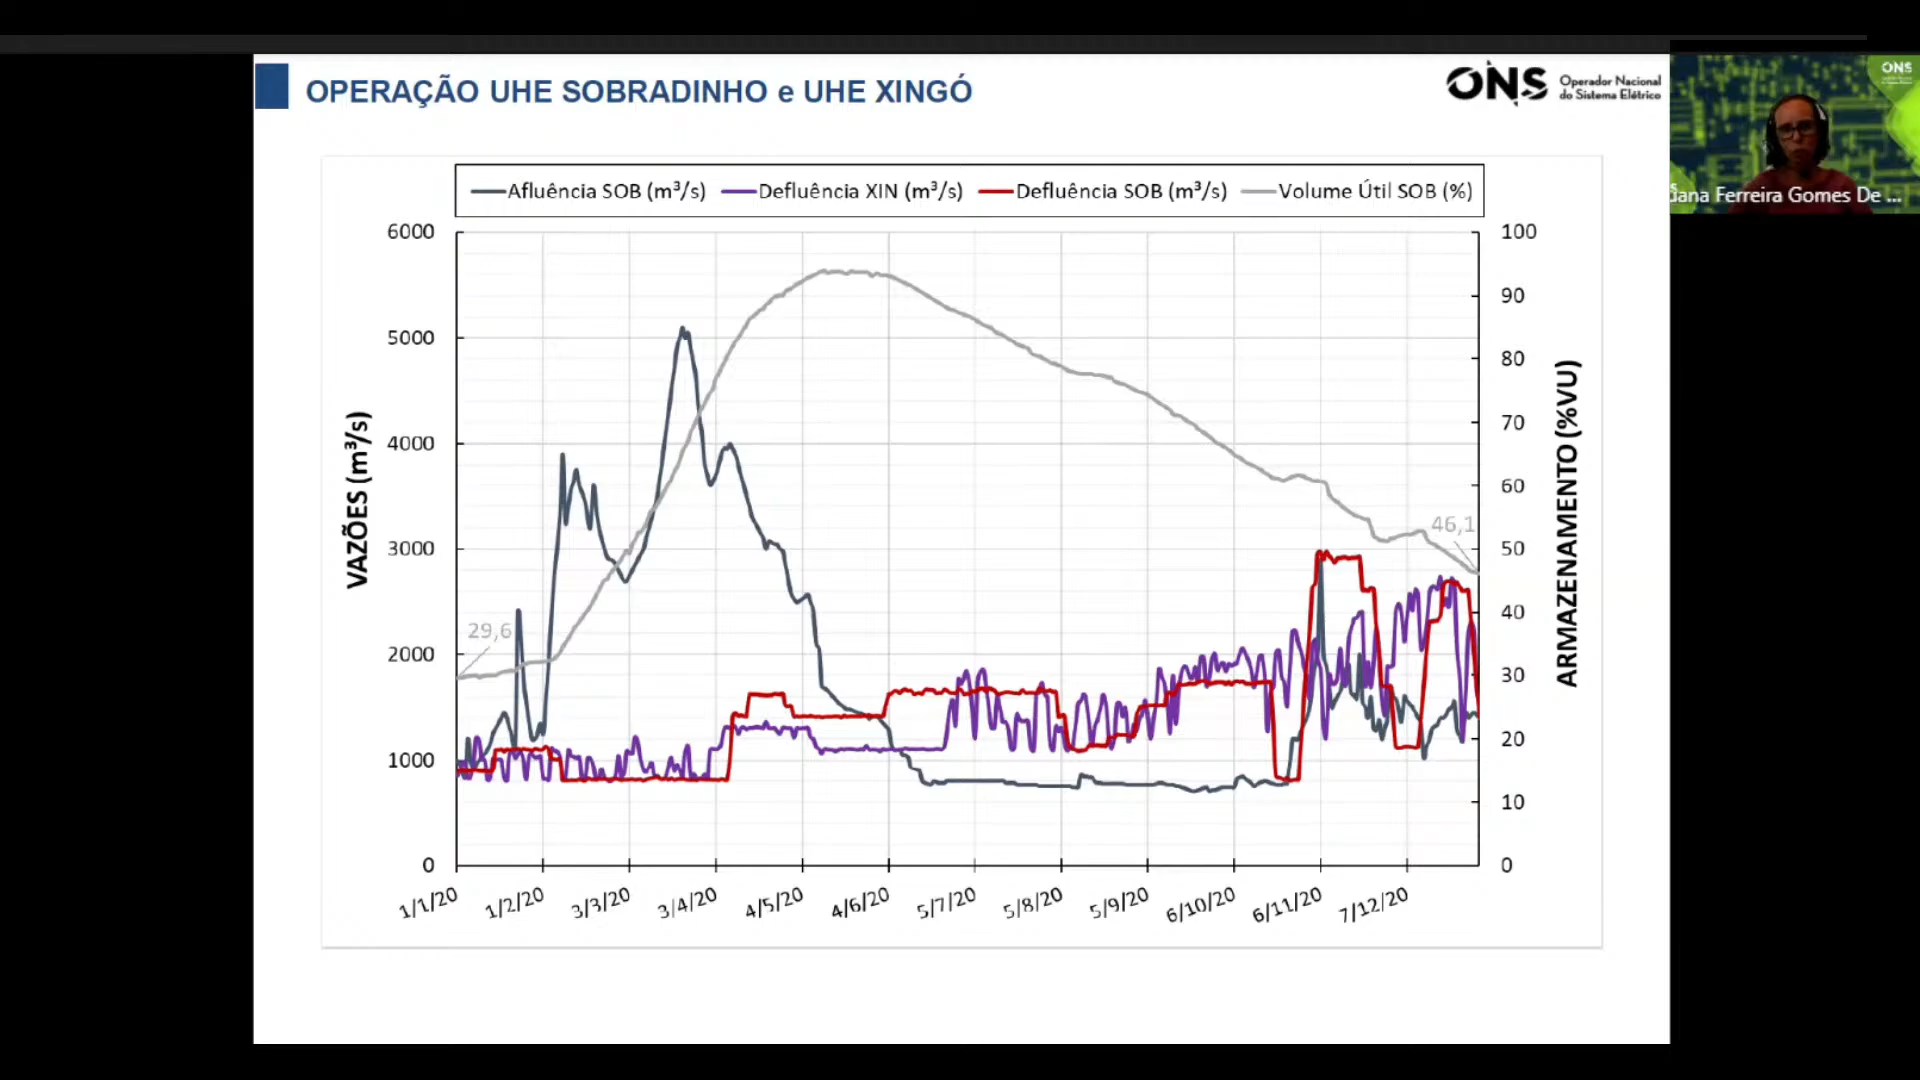 OPERAÇÃO UHE SOBRADINHO e UHE XINGÓ
ONS Operador Nacional
do Sistema Elétrico
ONS
Ferreira Gomes De ...
Afluência SOB (m³/s) Defluência XIN (m³/s) Defluência SOB (m³/s) Volume Útil SOB (%)
VAZÕES (m³/s)
6000
5000
4000
3000
2000
1000
0
29,6
46,1
100
90
80
70
60
50
40
30
20
10
0
ARMAZENAMENTO (%VU)
1/1/20 1/2/20 3/3/20 3/4/20 4/5/20 4/6/20 5/7/20 5/8/20 5/9/20 6/10/20 6/11/20 7/12/20